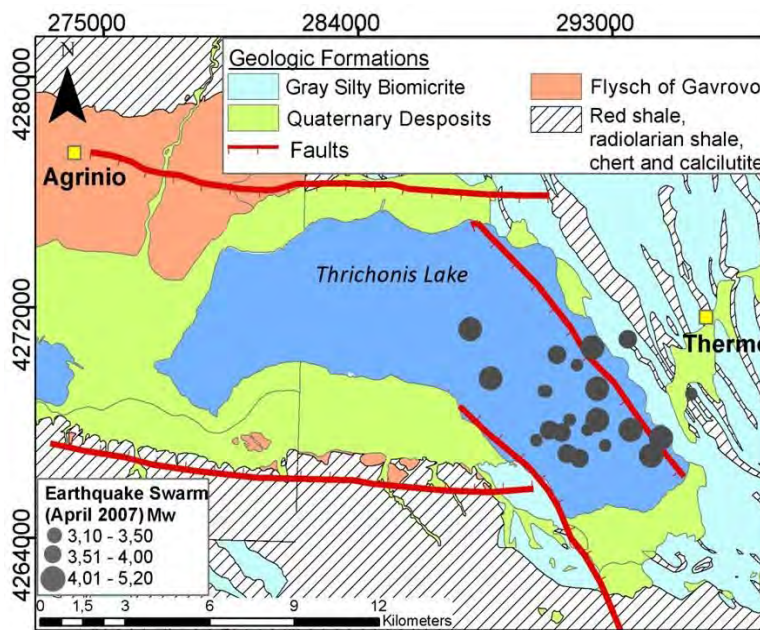 275000 284000 293000
4280000
4272000
4264000
N
Geologic Formations
Gray Silty Biomicrite
Quaternary Desposits
Faults
Flysch of Gavrovo
Red shale,
radiolarian shale,
chert and calcilutite
Agrinio
Thrichonis Lake
Thermo
Earthquake Swarm
(April 2007) Mw
3,10 - 3,50
3,51 - 4,00
4,01 - 5,20
0 1,5 3 6 9 12
Kilometers